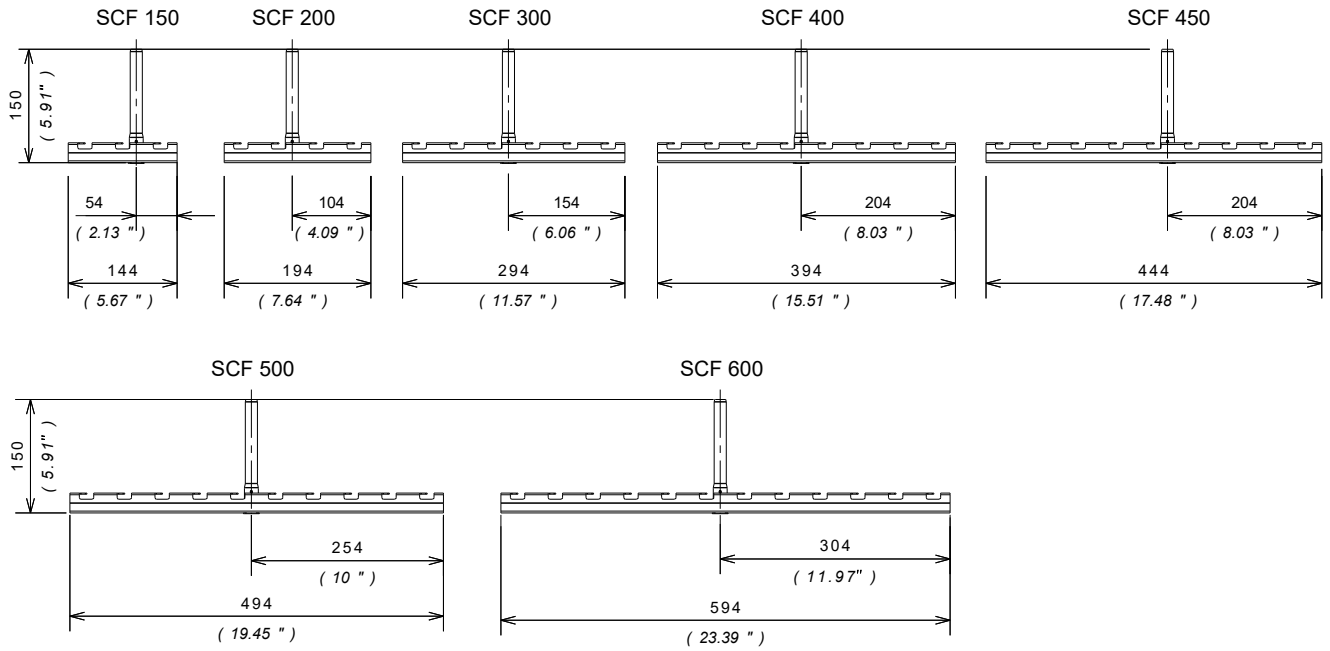 SCF 150
SCF 200
SCF 300
SCF 400
SCF 450
150
( 5.91" )
54
( 2.13 " )
104
( 4.09 " )
154
( 6.06 " )
204
( 8.03 " )
204
( 8.03 " )
144
( 5.67 " )
194
( 7.64 " )
294
( 11.57 " )
394
( 15.51 " )
444
( 17.48 " )
SCF 500
SCF 600
150
( 5.91" )
254
( 10 " )
304
( 11.97" )
494
( 19.45 " )
594
( 23.39 " )